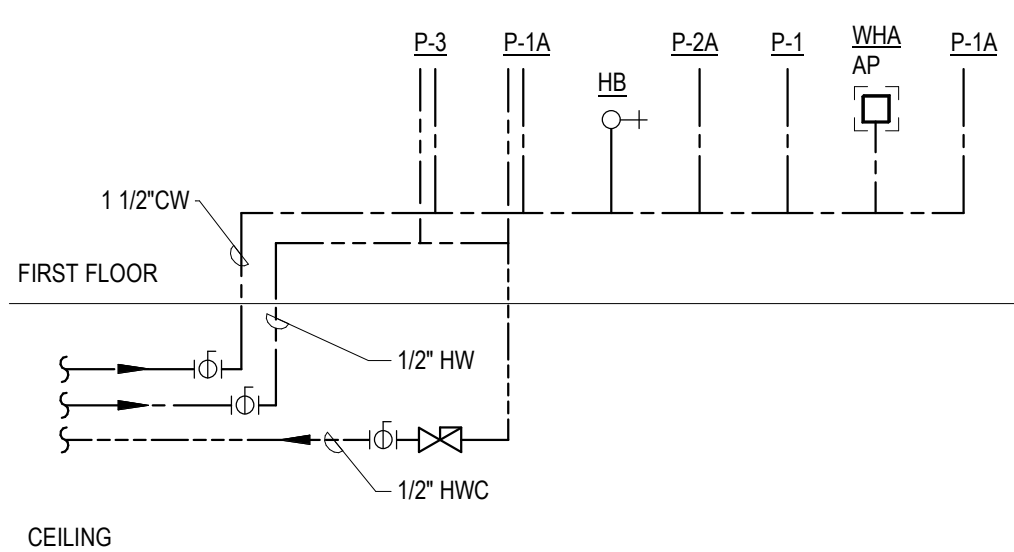 P-3
P-1A
HB
P-2A
P-1
WHA
AP
P-1A
1 1/2"CW
FIRST FLOOR
1/2" HW
1/2" HWC
CEILING